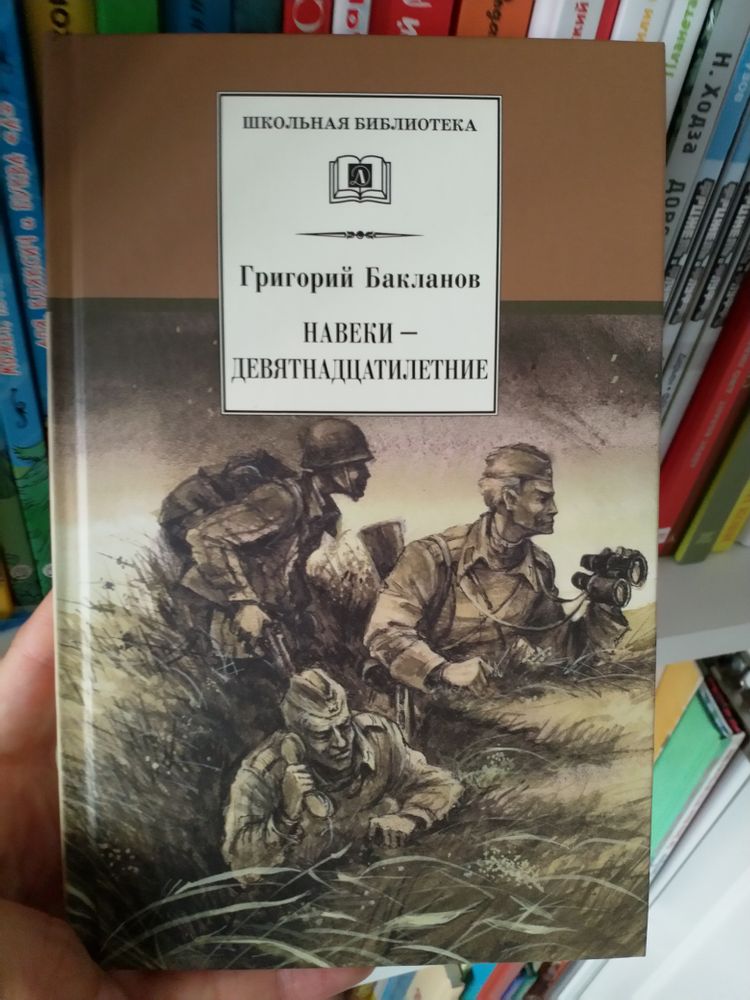 ШКОЛЬНАЯ БИБЛИОТЕКА
Григорий Бакланов
НАВЕКИ –
ДЕВЯТНАДЦАТИЛЕТНИЕ
Н. Ходза